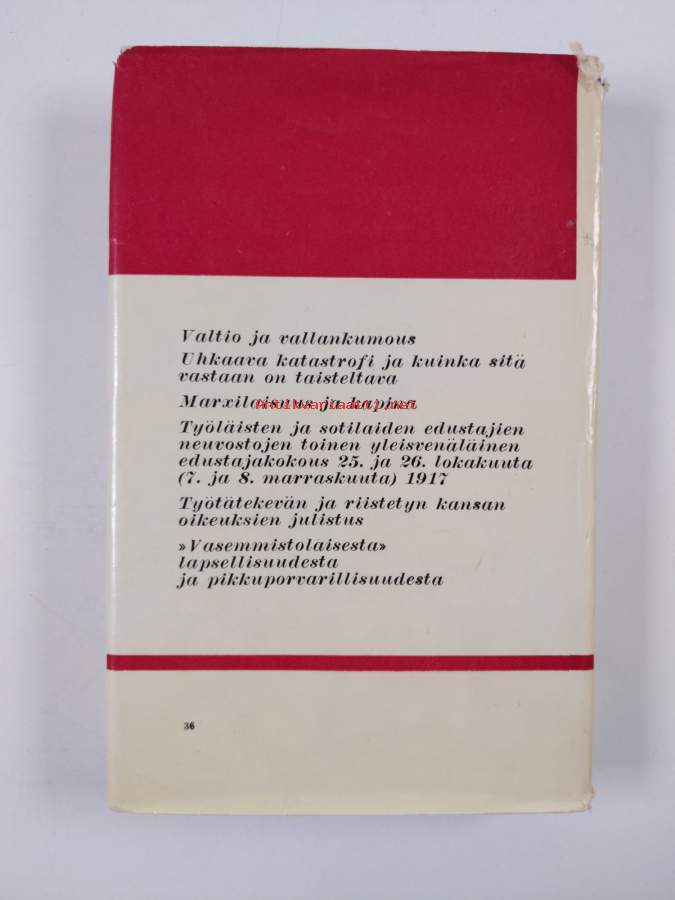 Valtio ja vallankumous
Uhkaava katastrofi ja kuinka sitä
vastaan on taisteltava
Marxilaisuus ja kapina
Antikvariaatti.net
Työläisten ja sotilaiden edustajien
neuvostojen toinen yleisvenäläinen
edustajakokous 25. ja 26. lokakuuta
(7. ja 8. marraskuuta) 1917
Työtätekevän ja riistetyn kansan
oikeuksien julistus
»Vasemmistolaisesta»
lapsellisuudesta
ja pikkuporvarillisuudesta
36